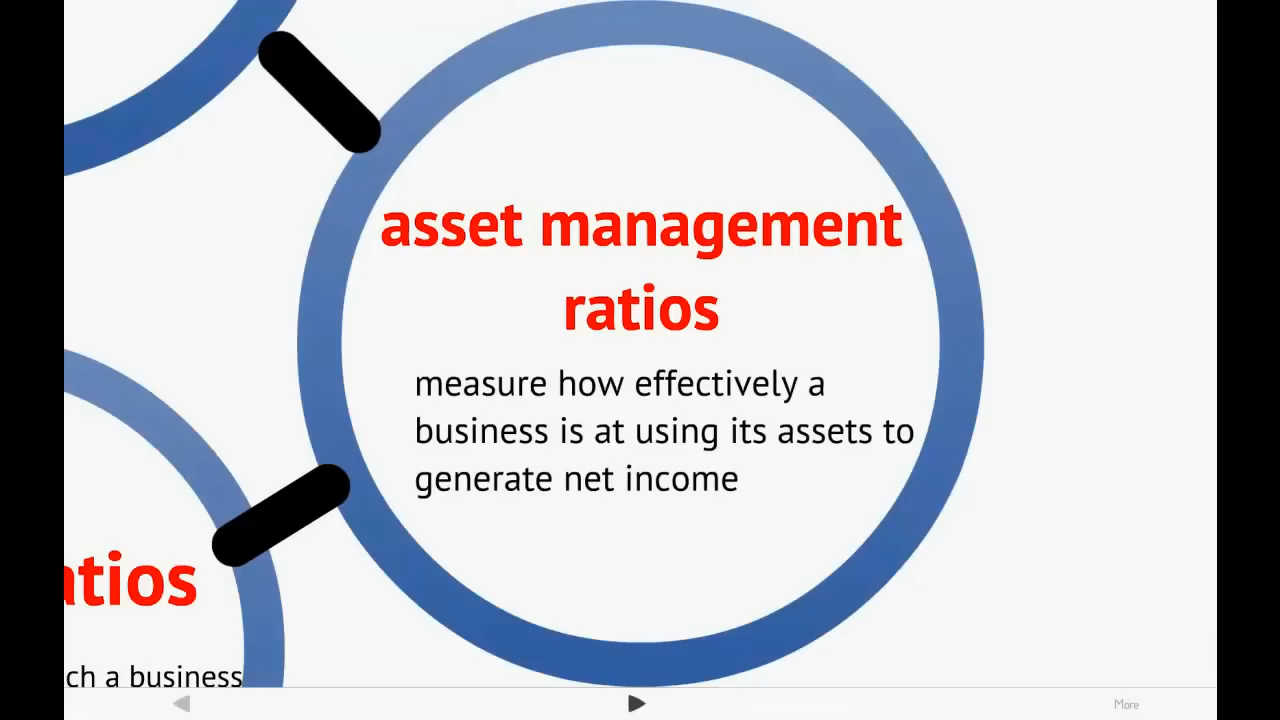 asset management
ratios
measure how effectively a
business is at using its assets to
generate net income
atios
ch a business
More